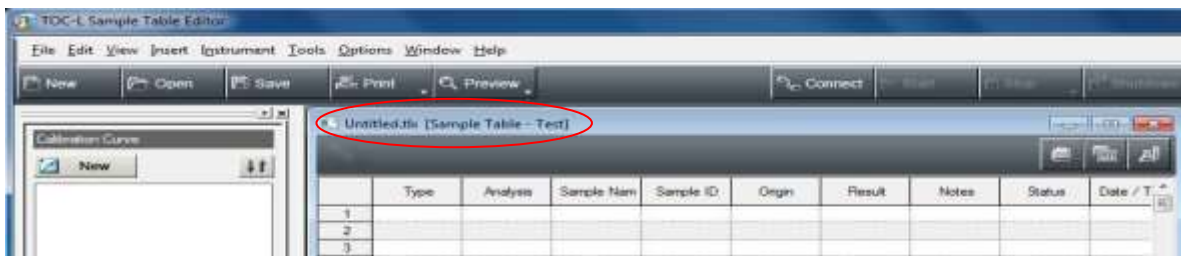 TOC-L Sample Table Editor
File Edit View Insert Instrument Tools Options Window Help
New Open Save Print Preview Connect Start Stop
Untitled.tlx [Sample Table - Test]
Calibration Curve
New
Type Analysis Sample Nam Sample ID Origin Result Notes Status Date / T
1
2
3